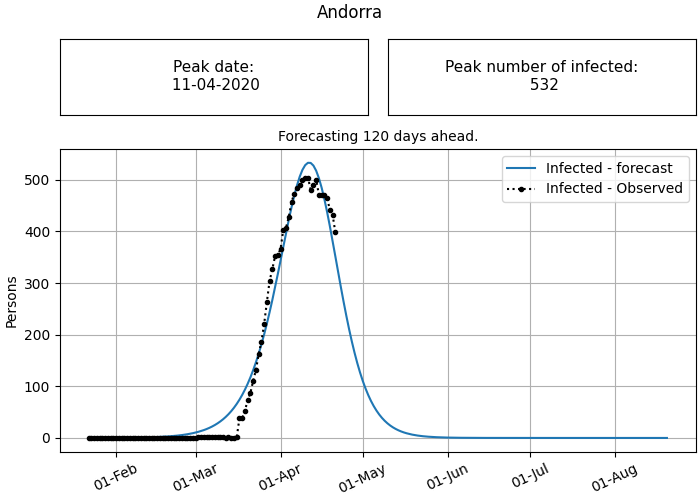 Andorra
Peak date:
11-04-2020
Peak number of infected:
532
Forecasting 120 days ahead.
Infected - forecast
Infected - Observed
Persons
500
400
300
200
100
0
01-Feb
01-Mar
01-Apr
01-May
01-Jun
01-Jul
01-Aug